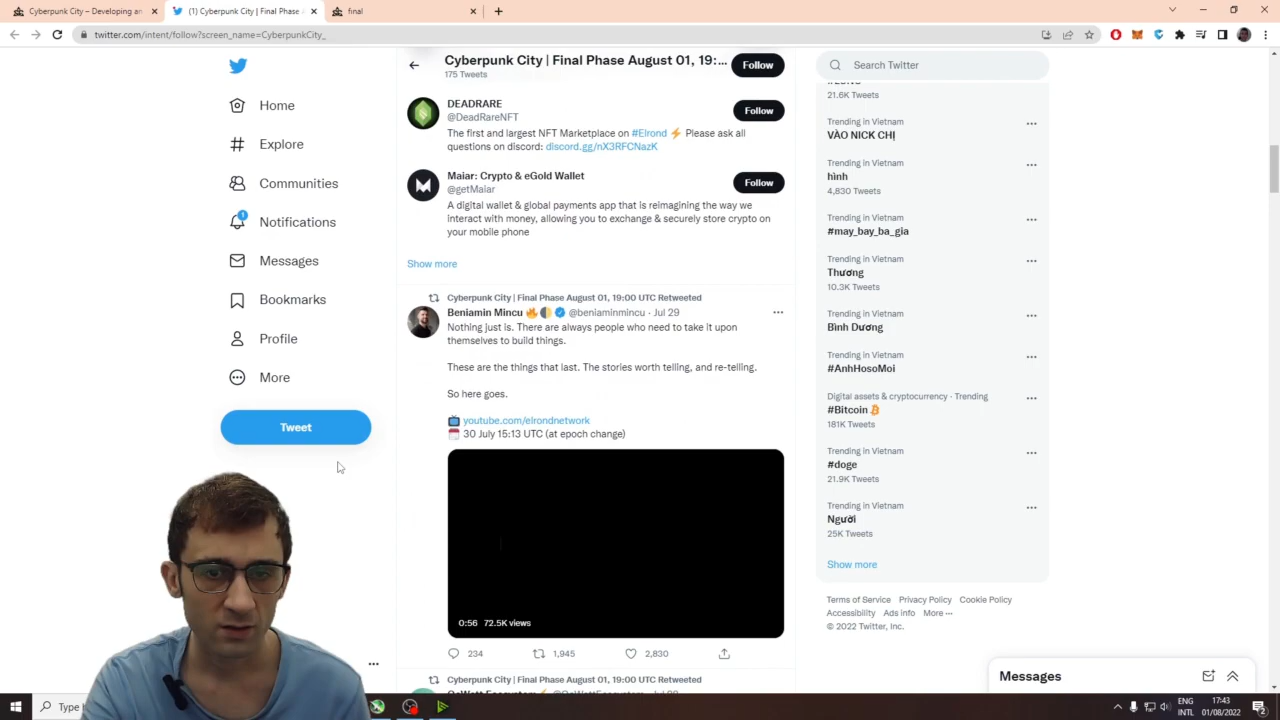 Cyberpunk City – Developing an
(1) Cyberpunk City | Final Phase A
final
twitter.com/intent/follow?screen_name=CyberpunkCity_
Home
Explore
Communities
1
Notifications
Messages
Bookmarks
Profile
More
Tweet
Cyberpunk City | Final Phase August 01, 19:...
175 Tweets
Follow
DEADRARE
@DeadRareNFT
Follow
The first and largest NFT Marketplace on #Elrond ⚡ Please ask all
questions on discord: discord.gg/nX3RFCNazK
Maiar: Crypto & eGold Wallet
@getMaiar
Follow
A digital wallet & global payments app that is reimagining the way we
interact with money, allowing you to exchange & securely store crypto on
your mobile phone
Show more
Cyberpunk City | Final Phase August 01, 19:00 UTC Retweeted
Beniamin Mincu 🔥🌓 @beniaminmincu · Jul 29
Nothing just is. There are always people who need to take it upon
themselves to build things.
These are the things that last. The stories worth telling, and re-telling.
So here goes.
📺 youtube.com/elrondnetwork
🗓 30 July 15:13 UTC (at epoch change)
0:56 72.5K views
234 1,945 2,830
Cyberpunk City | Final Phase August 01, 19:00 UTC Retweeted
Search Twitter
21.6K Tweets
Trending in Vietnam
VÀO NICK CHỊ
Trending in Vietnam
hình
4,830 Tweets
Trending in Vietnam
#may_bay_ba_gia
Trending in Vietnam
Thương
10.3K Tweets
Trending in Vietnam
Bình Dương
Trending in Vietnam
#AnhHosoMoi
Digital assets & cryptocurrency · Trending
#Bitcoin
181K Tweets
Trending in Vietnam
#doge
21.9K Tweets
Trending in Vietnam
Người
25K Tweets
Show more
Terms of Service Privacy Policy Cookie Policy
Accessibility Ads info More ···
© 2022 Twitter, Inc.
Messages
Type
ENG
INTL
17:43
01/08/2022
2